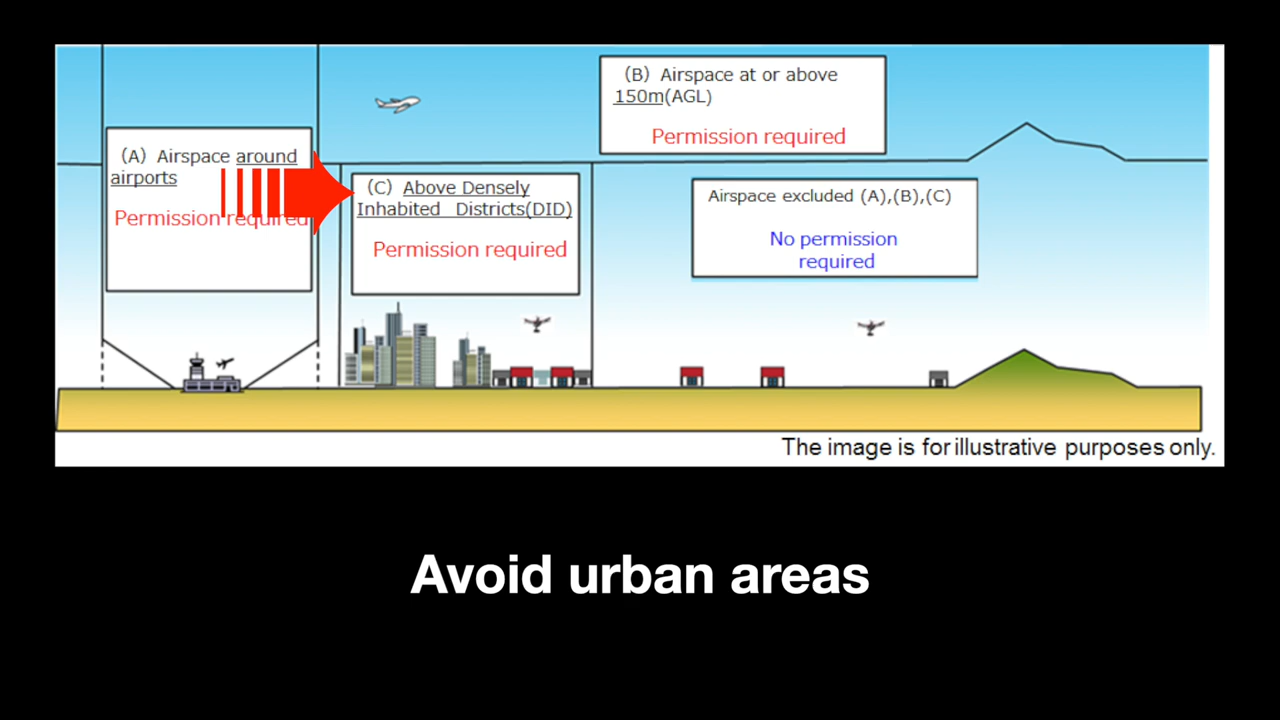 （A）Airspace around
airports
Permission required
（B）Airspace at or above
150m(AGL)
Permission required
（C）Above Densely
Inhabited Districts(DID)
Permission required
Airspace excluded (A),(B),(C)
No permission
required
The image is for illustrative purposes only.
Avoid urban areas